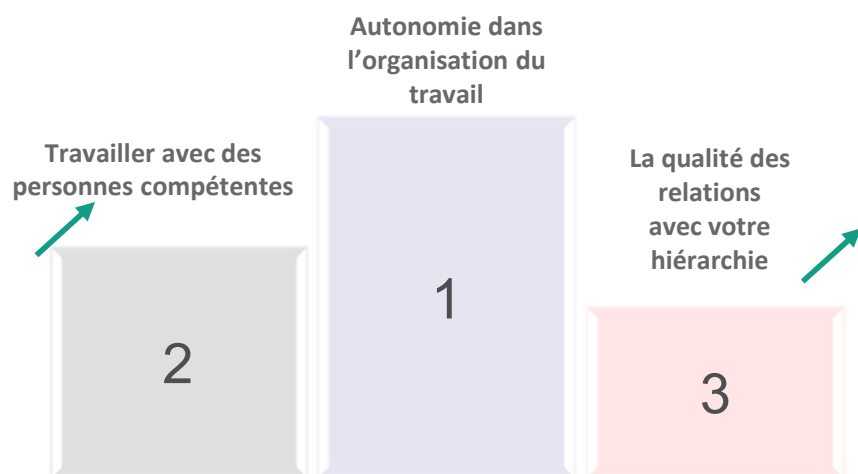 Autonomie dans
l’organisation du
travail
Travailler avec des
personnes compétentes
La qualité des
relations
avec votre
hiérarchie
1
2
3